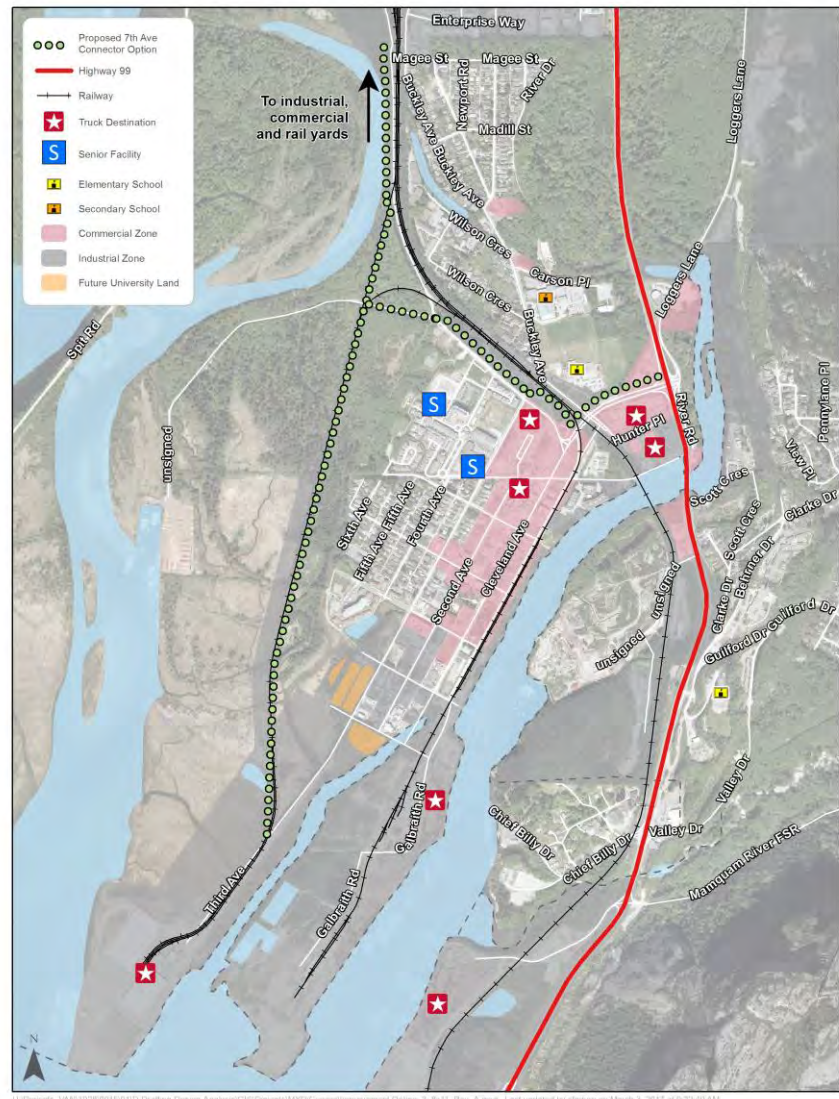 Proposed 7th Ave
Connector Option
Highway 99
Railway
Truck Destination
S
Senior Facility
Elementary School
Secondary School
Commercial Zone
Industrial Zone
Future University Land
To industrial,
commercial
and rail yards
Enterprise Way
Magee St
Magee St
Newport Rd
River Dr
Madill St
Buckley Ave
Buckley Ave
Loggers Lane
Wilson Cres
Carson Pl
Wilson Cres
Loggers Lane
Buckley Ave
Spit Rd
unsigned
S
S
Hunter Pl
River Rd
Pennylane Pl
View Pl
Scott Cres
Scott Cres
Clarke Dr
Behrner Dr
Clarke Dr
Sixth Ave
Fifth Ave
Fifth Ave
Fourth Ave
Second Ave
Cleveland Ave
unsigned
unsigned
Guilford Dr
Guilford Dr
Valley Dr
Valley Dr
Chief Billy Dr
Chief Billy Dr
Mamquam River FSR
Galbraith Rd
Galbraith Rd
Third Ave
N